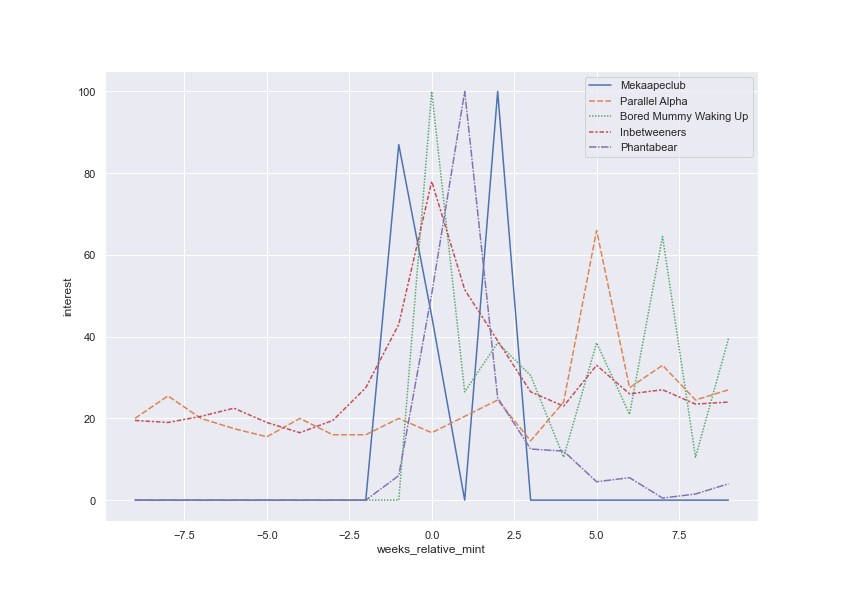 Mekaapeclub
Parallel Alpha
Bored Mummy Waking Up
Inbetweeners
Phantabear
100
80
60
40
20
0
interest
−7.5 −5.0 −2.5 0.0 2.5 5.0 7.5
weeks_relative_mint